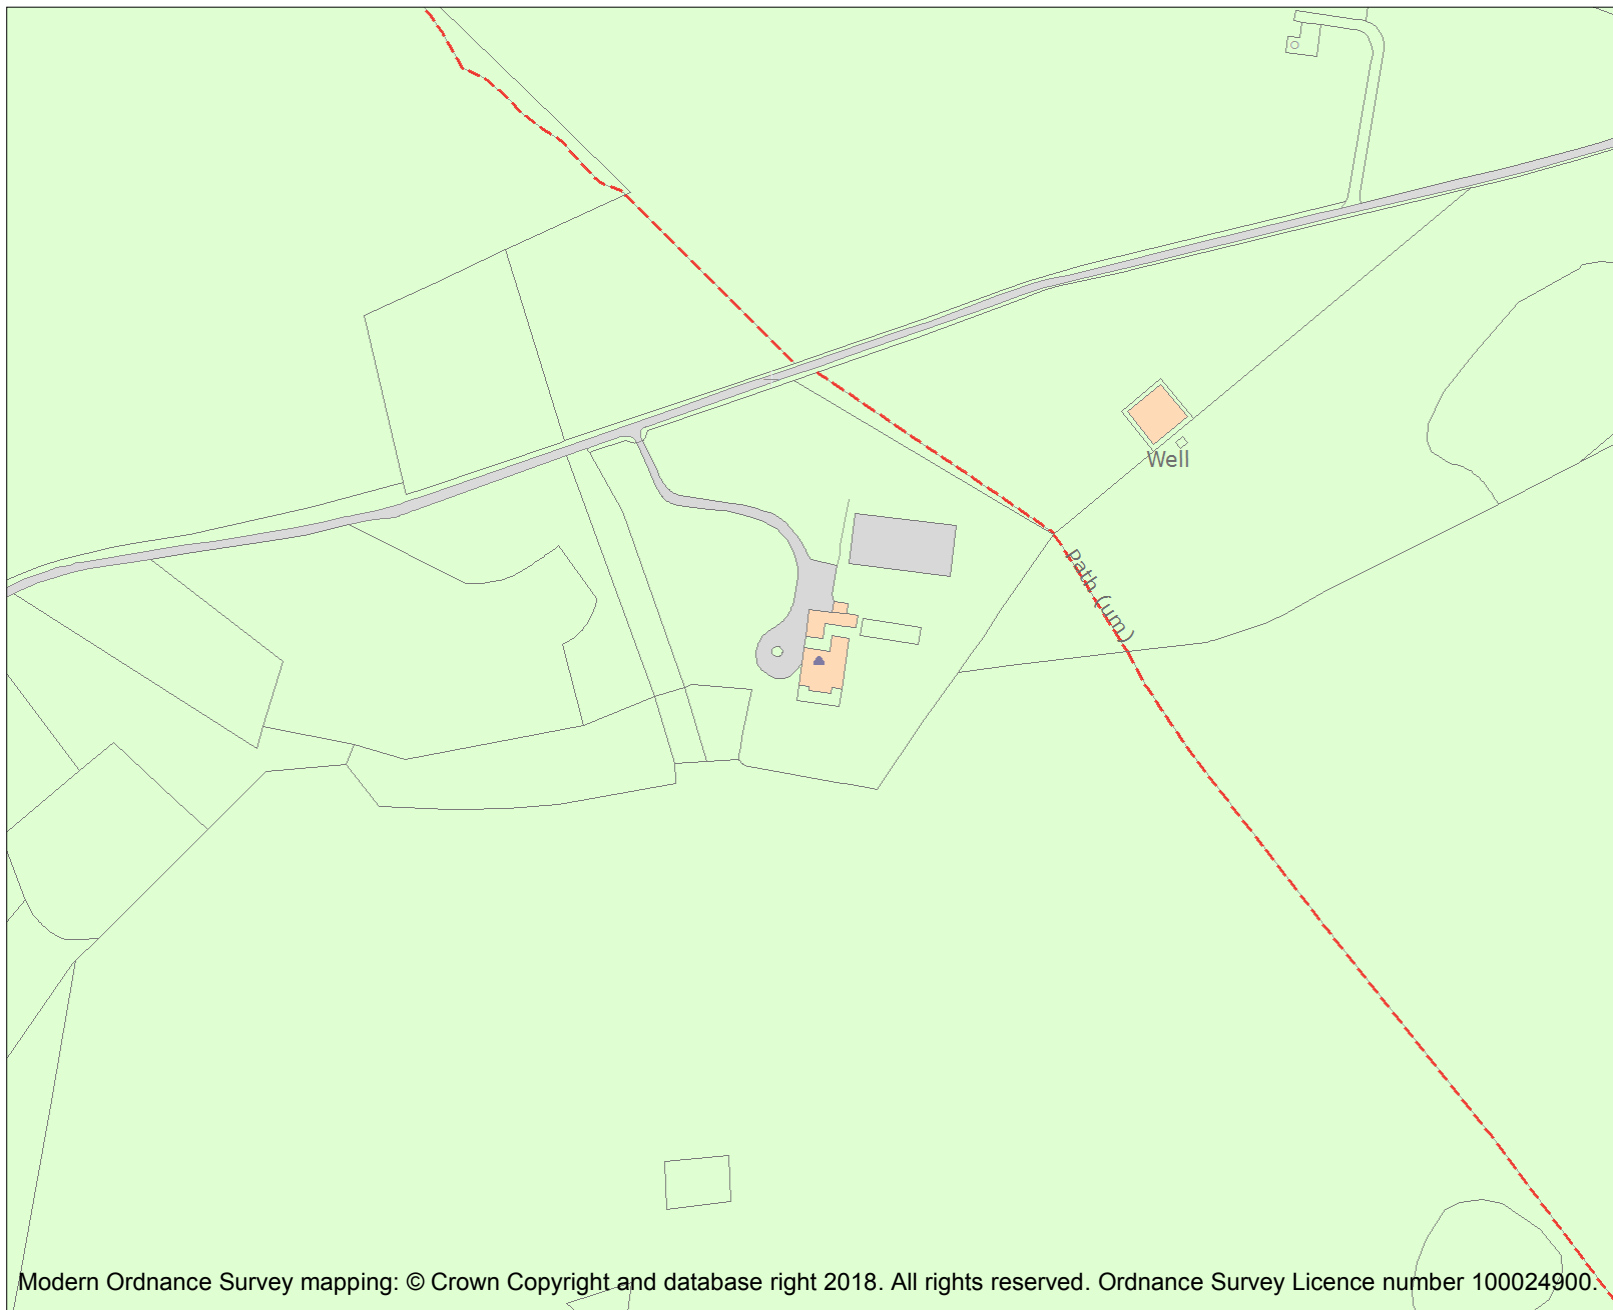 Well
Path (um)
Modern Ordnance Survey mapping: © Crown Copyright and database right 2018. All rights reserved. Ordnance Survey Licence number 100024900.